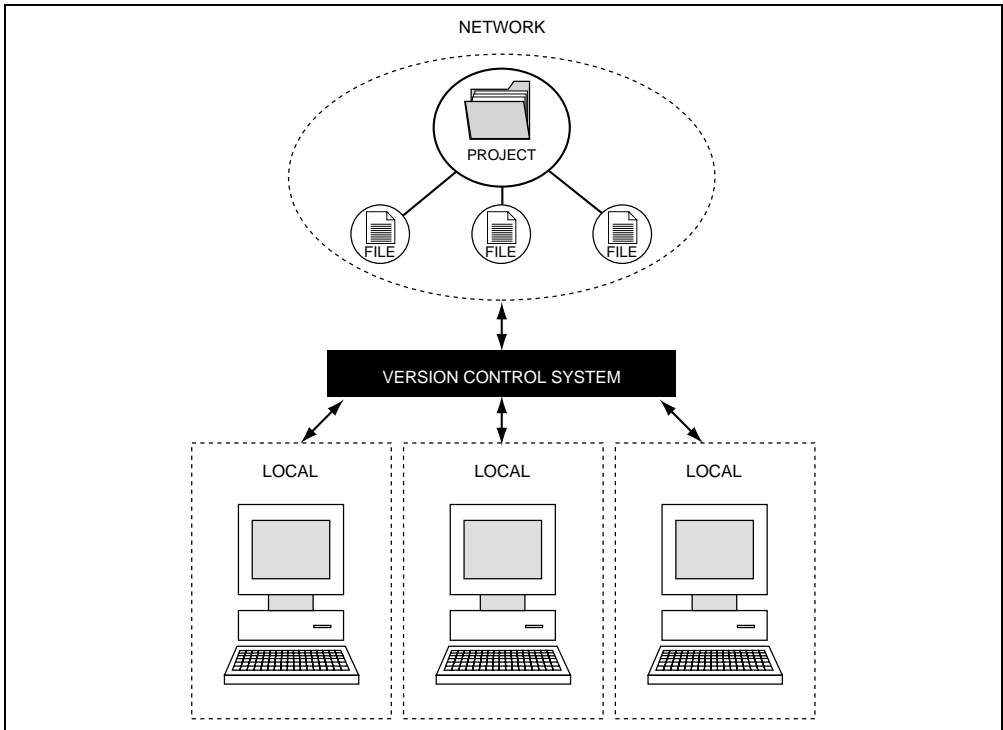 NETWORK
PROJECT
FILE
FILE
FILE
VERSION CONTROL SYSTEM
LOCAL
LOCAL
LOCAL